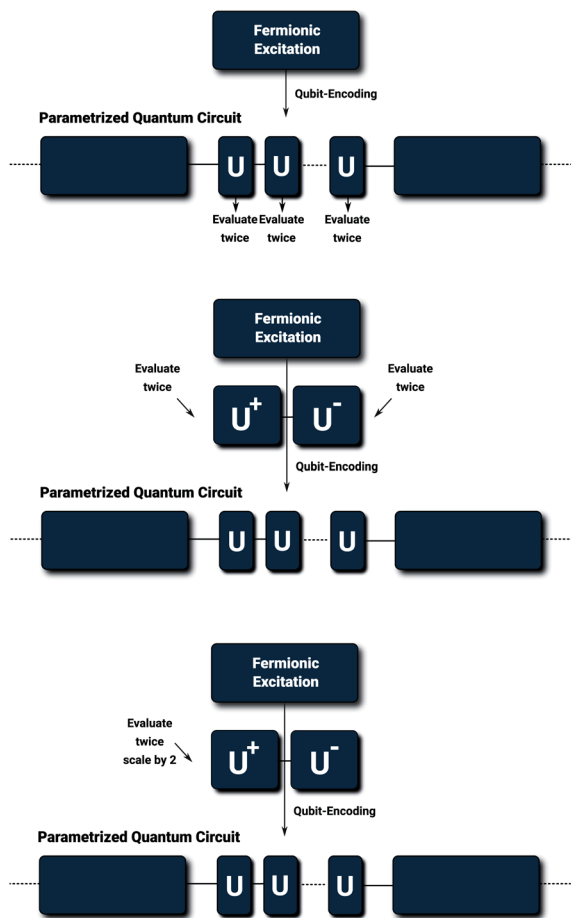 Fermionic
Excitation
Qubit-Encoding
Parametrized Quantum Circuit
U U U
Evaluate Evaluate Evaluate
twice twice twice
Fermionic
Excitation
Evaluate
twice
Evaluate
twice
U+ U-
Qubit-Encoding
Parametrized Quantum Circuit
U U U
Fermionic
Excitation
Evaluate
twice
scale by 2
U+ U-
Qubit-Encoding
Parametrized Quantum Circuit
U U U